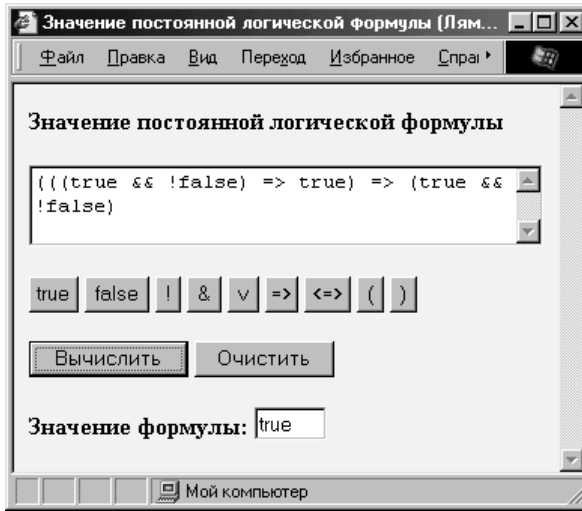 Значение постоянной логической формулы (Лям...
Файл Правка Вид Переход Избранное Спрaв
Значение постоянной логической формулы
(((true && !false) => true) => (true &&
!false)
true false ! & v => <=> ( )
Вычислить Очистить
Значение формулы: true
Мой компьютер